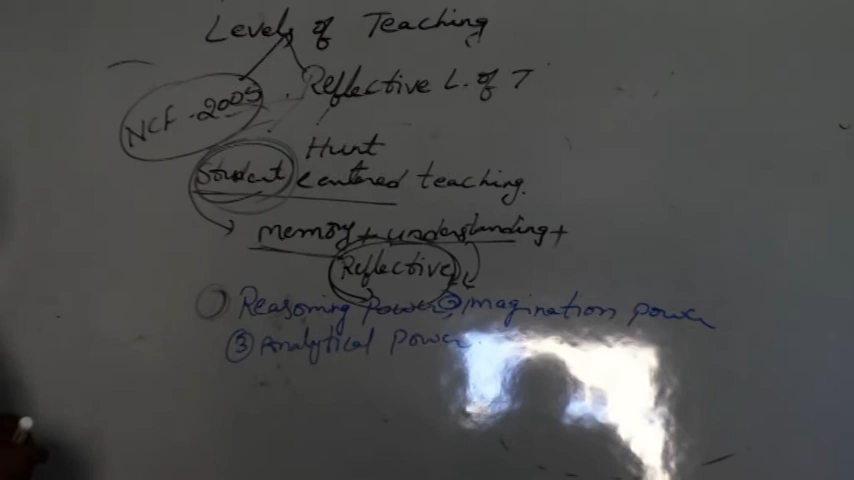 Levels of Teaching
Reflective L. of T
NCF-2005
Hunt
Student centered teaching.
memory + understanding +
Reflective
① Reasoning Power ② imagination power
③ Analytical Power